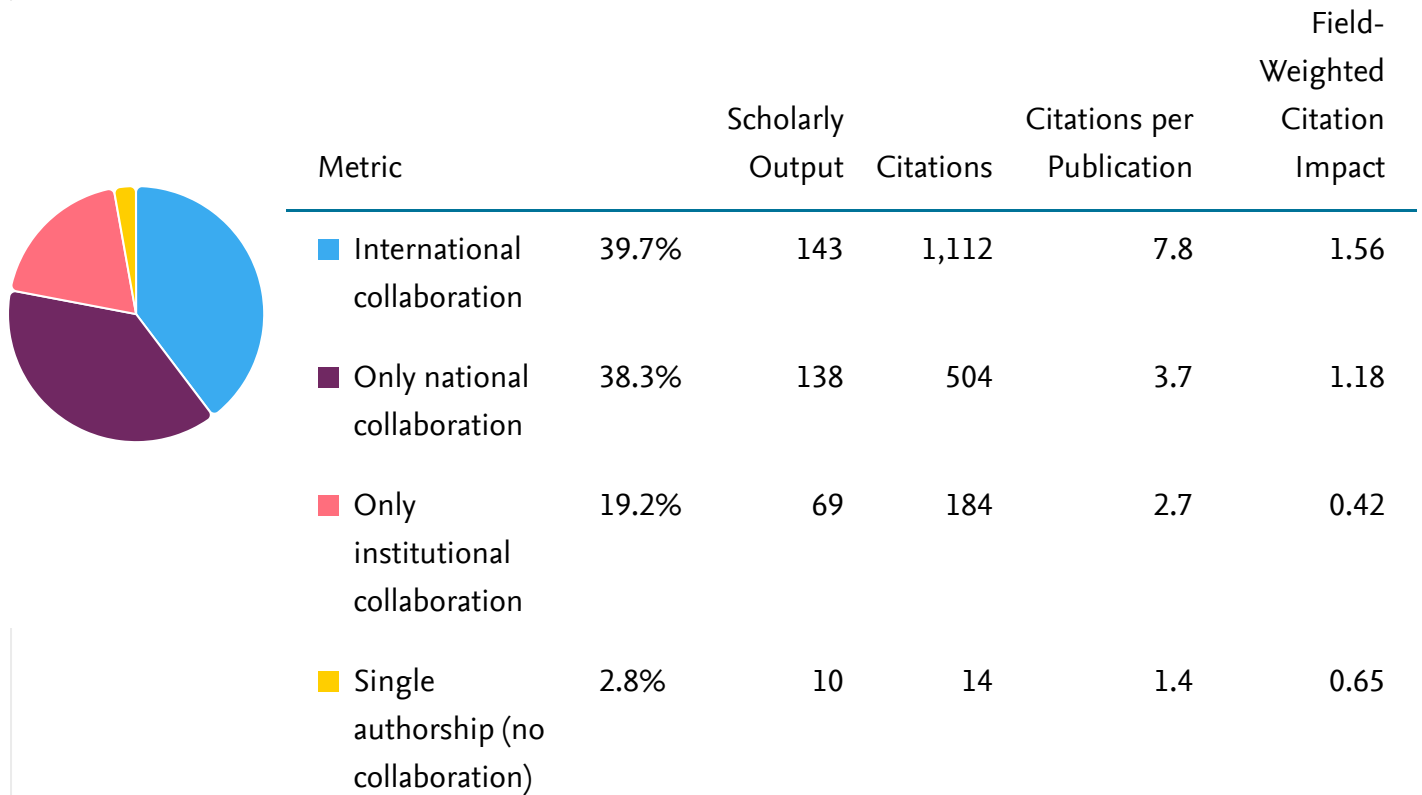 Field-
Weighted
Scholarly Citations per Citation
Metric Output Citations Publication Impact
International 39.7% 143 1,112 7.8 1.56
collaboration
Only national 38.3% 138 504 3.7 1.18
collaboration
Only 19.2% 69 184 2.7 0.42
institutional
collaboration
Single 2.8% 10 14 1.4 0.65
authorship (no
collaboration)